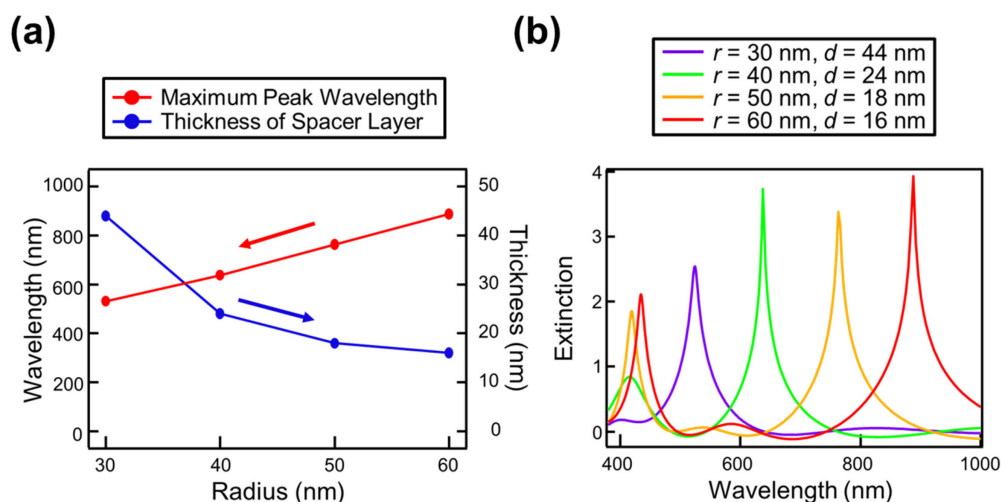 (a)
Maximum Peak Wavelength
Thickness of Spacer Layer
Wavelength (nm)
1000
800
600
400
200
0
50
40
30
20
10
0
Thickness (nm)
30 40 50 60
Radius (nm)
(b)
r = 30 nm, d = 44 nm
r = 40 nm, d = 24 nm
r = 50 nm, d = 18 nm
r = 60 nm, d = 16 nm
Extinction
4
3
2
1
0
400 600 800 1000
Wavelength (nm)